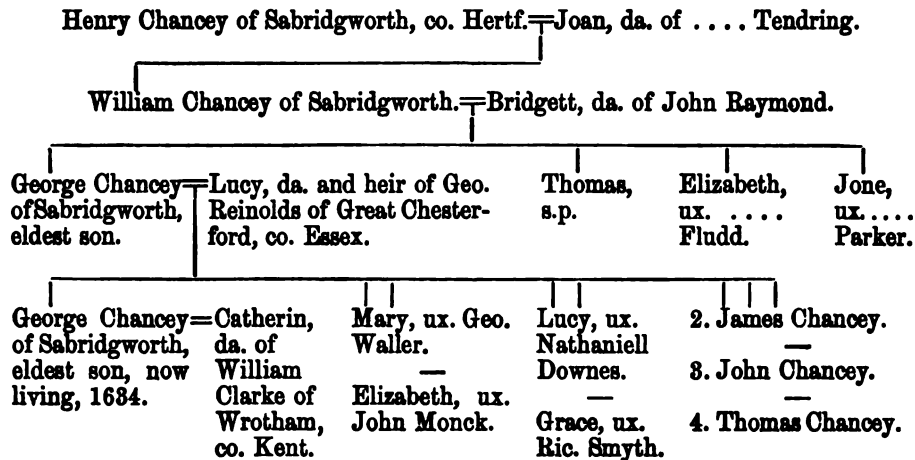 Henry Chancey of Sabridgworth, co. Hertf.=Joan, da. of .... Tendring.
William Chancey of Sabridgworth.=Bridgett, da. of John Raymond.
George Chancey=
of Sabridgworth,
eldest son.
Lucy, da. and heir of Geo.
Reinolds of Great Chester-
ford, co. Essex.
Thomas,
s.p.
Elizabeth,
ux. ....
Fludd.
Jone,
ux.....
Parker.
George Chancey=
of Sabridgworth,
eldest son, now
living, 1634.
Catherin,
da. of
William
Clarke of
Wrotham,
co. Kent.
Mary, ux. Geo.
Waller.
—
Elizabeth, ux.
John Monck.
Lucy, ux.
Nathaniell
Downes.
—
Grace, ux.
Ric. Smyth.
2. James Chancey.
—
3. John Chancey.
—
4. Thomas Chancey.